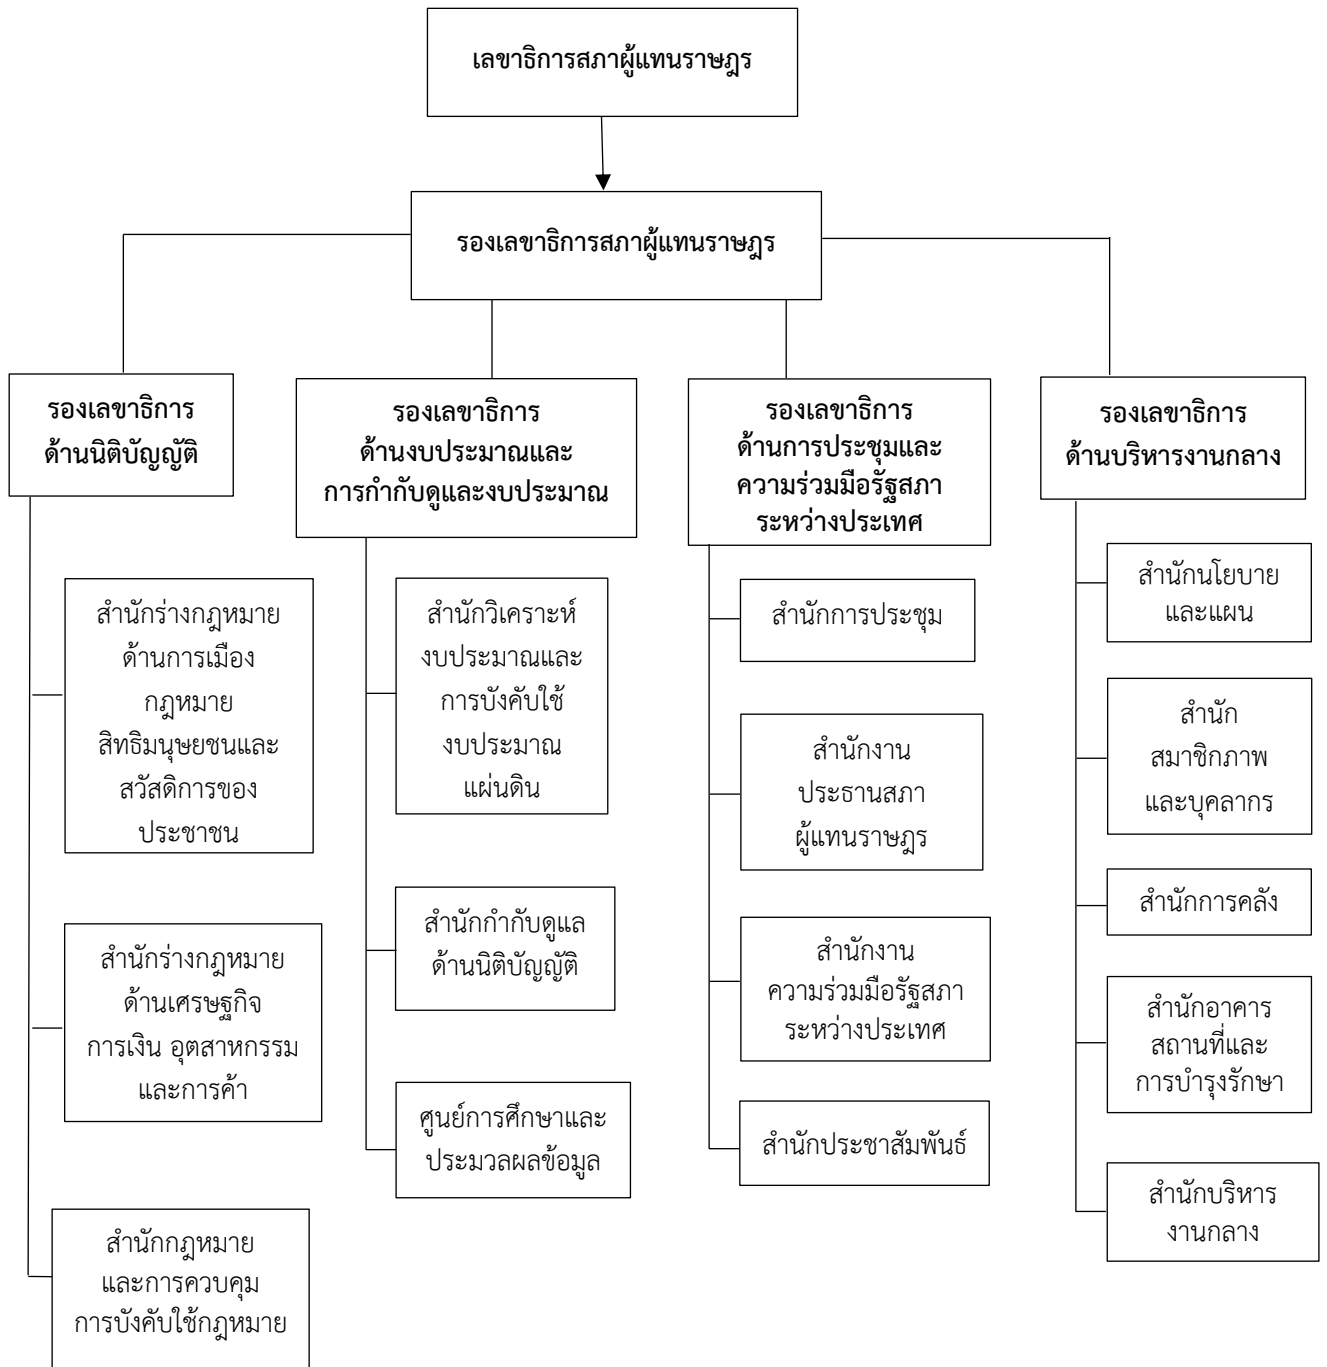 เลขาธิการสภาผู้แทนราษฎร
รองเลขาธิการสภาผู้แทนราษฎร
รองเลขาธิการ
ด้านนิติบัญญัติ
สำนักร่างกฎหมาย
ด้านการเมือง
กฎหมาย
สิทธิมนุษยชนและ
สวัสดิการของ
ประชาชน
สำนักร่างกฎหมาย
ด้านเศรษฐกิจ
การเงิน อุตสาหกรรม
และการค้า
สำนักกฎหมาย
และการควบคุม
การบังคับใช้กฎหมาย
รองเลขาธิการ
ด้านงบประมาณและ
การกำกับดูและงบประมาณ
สำนักวิเคราะห์
งบประมาณและ
การบังคับใช้
งบประมาณ
แผ่นดิน
สำนักกำกับดูแล
ด้านนิติบัญญัติ
ศูนย์การศึกษาและ
ประมวลผลข้อมูล
รองเลขาธิการ
ด้านการประชุมและ
ความร่วมมือรัฐสภา
ระหว่างประเทศ
สำนักการประชุม
สำนักงาน
ประธานสภา
ผู้แทนราษฎร
สำนักงาน
ความร่วมมือรัฐสภา
ระหว่างประเทศ
สำนักประชาสัมพันธ์
รองเลขาธิการ
ด้านบริหารงานกลาง
สำนักนโยบาย
และแผน
สำนัก
สมาชิกภาพ
และบุคลากร
สำนักการคลัง
สำนักอาคาร
สถานที่และ
การบำรุงรักษา
สำนักบริหาร
งานกลาง